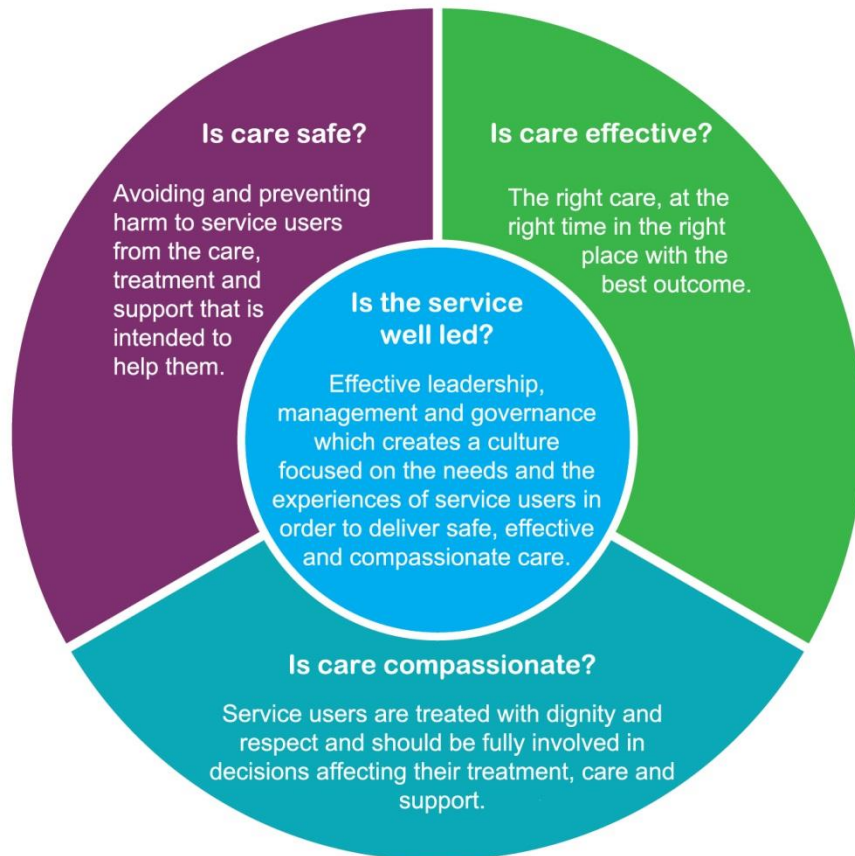 Is care safe?
Avoiding and preventing
harm to service users
from the care,
treatment and
support that is
intended to
help them.
Is care effective?
The right care, at the
right time in the right
place with the
best outcome.
Is the service
well led?
Effective leadership,
management and governance
which creates a culture
focused on the needs and the
experiences of service users in
order to deliver safe, effective
and compassionate care.
Is care compassionate?
Service users are treated with dignity and
respect and should be fully involved in
decisions affecting their treatment, care and
support.